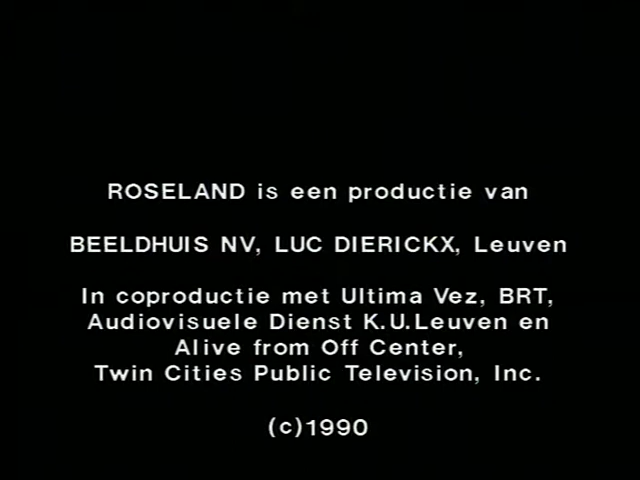 ROSELAND is een productie van
BEELDHUIS NV, LUC DIERICKX, Leuven
In coproductie met Ultima Vez, BRT,
Audiovisuele Dienst K.U.Leuven en
Alive from Off Center,
Twin Cities Public Television, Inc.
(c)1990